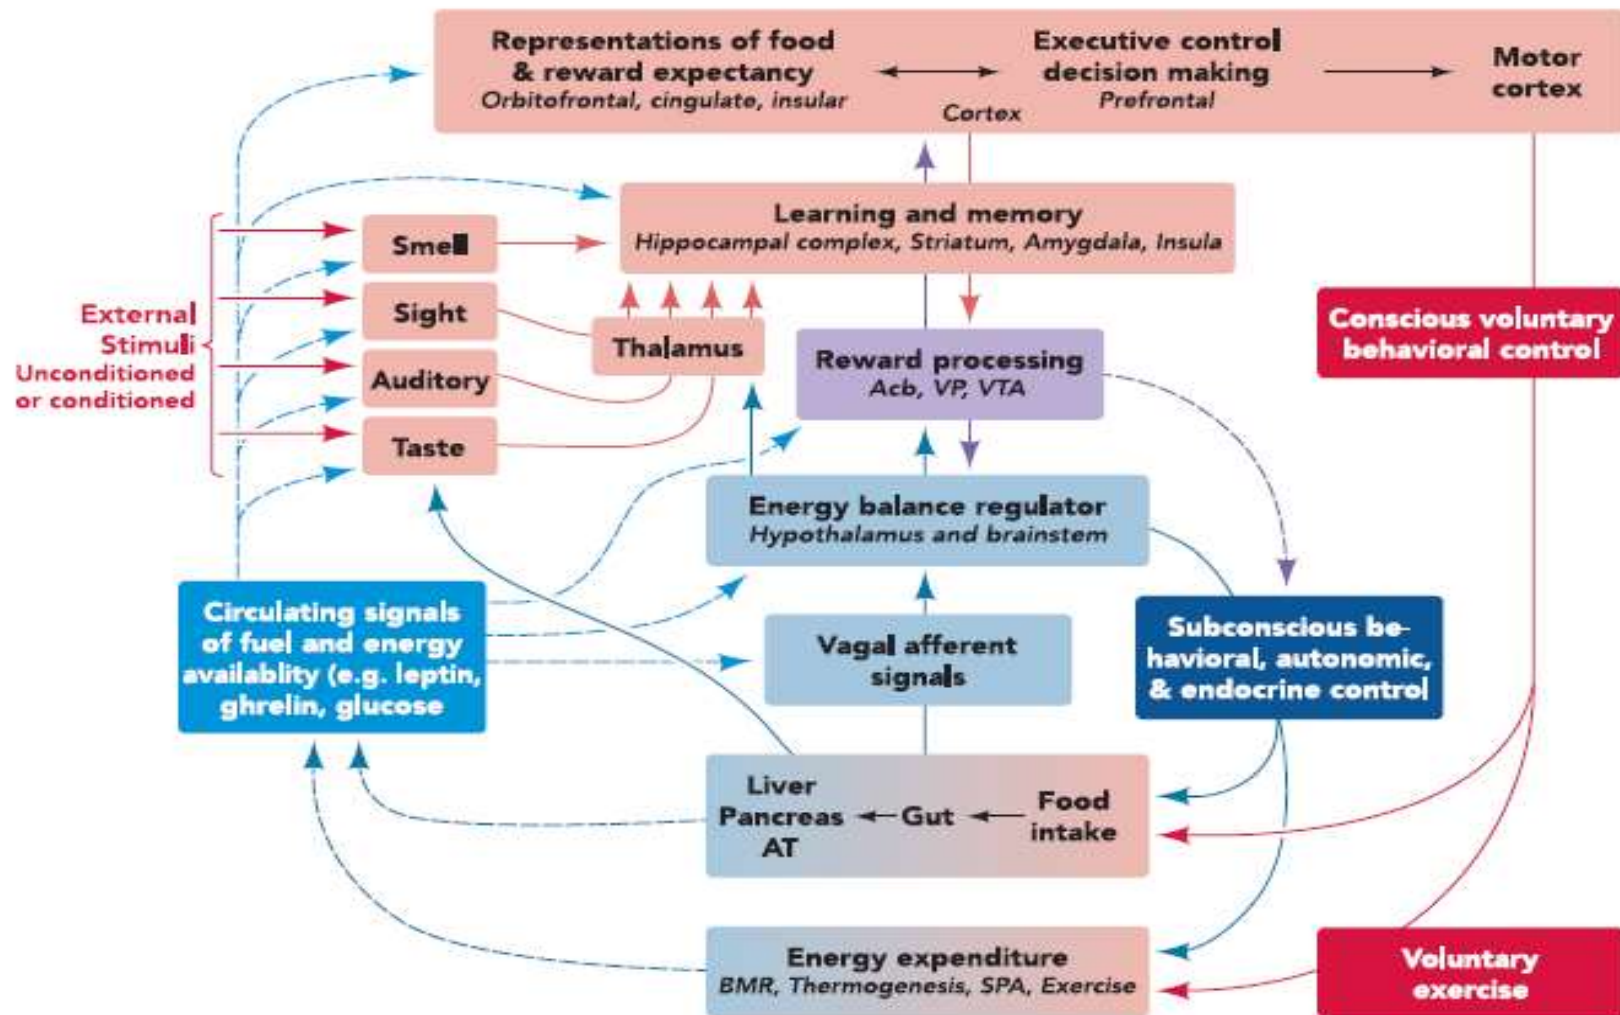 Representations of food
& reward expectancy
Orbitofrontal, cingulate, insular
Executive control
decision making
Prefrontal
Motor
cortex
Cortex
Learning and memory
Hippocampal complex, Striatum, Amygdala, Insula
External
Stimuli
Unconditioned
or conditioned
Smell
Sight
Auditory
Taste
Thalamus
Reward processing
Acb, VP, VTA
Conscious voluntary
behavioral control
Energy balance regulator
Hypothalamus and brainstem
Circulating signals
of fuel and energy
availablity (e.g. leptin,
ghrelin, glucose
Vagal afferent
signals
Subconscious be-
havioral, autonomic,
& endocrine control
Liver
Pancreas
AT
Gut
Food
intake
Energy expenditure
BMR, Thermogenesis, SPA, Exercise
Voluntary
exercise